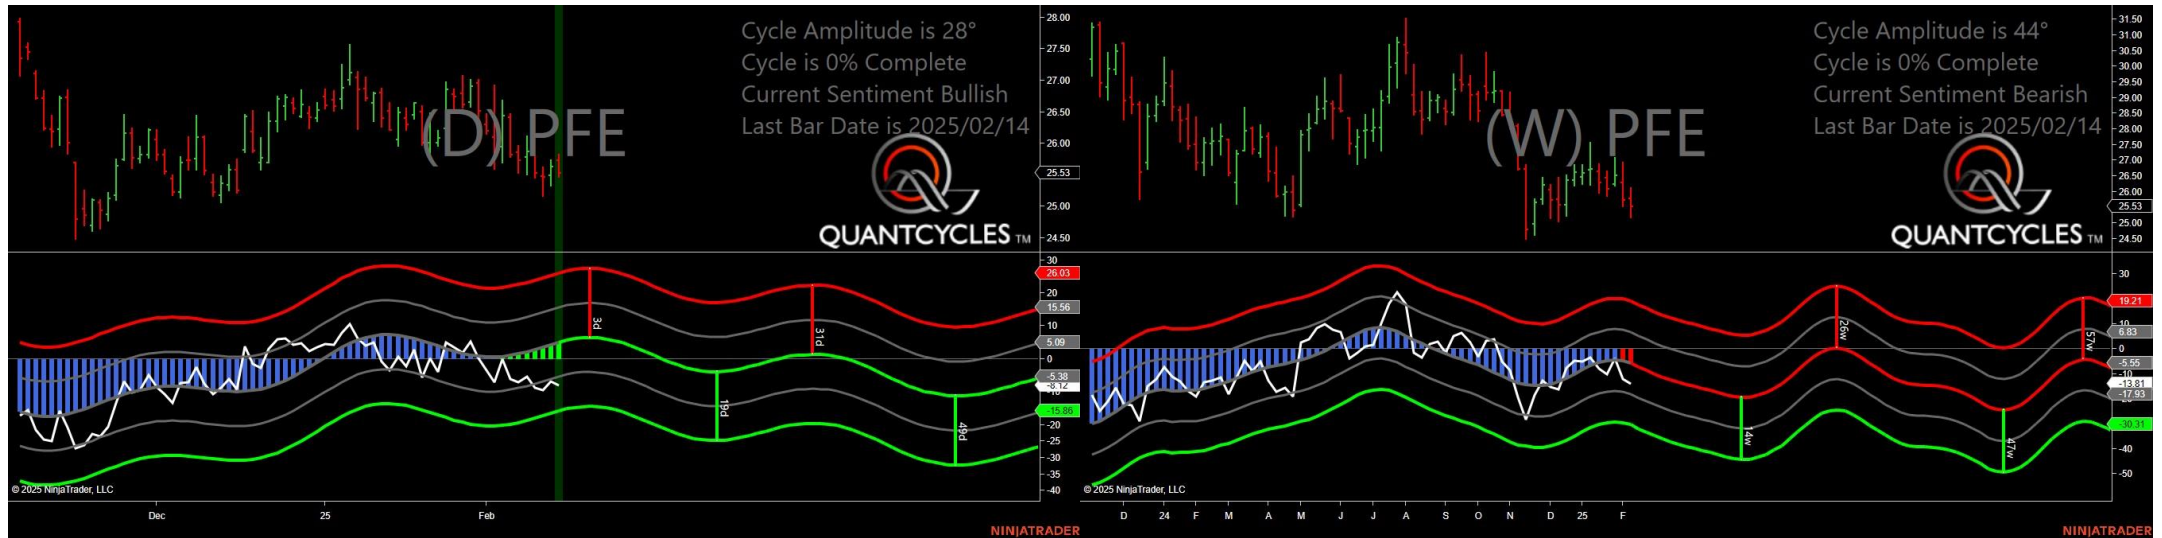 Cycle Amplitude is 28°
Cycle is 0% Complete
Current Sentiment Bullish
Last Bar Date is 2025/02/14
(D) PFE
QUANTCYCLES TM
28.00
27.50
27.00
26.50
26.00
25.53
25.00
24.50
30
26.03
20
15.56
10
5.09
0
-5.38
-8.12
-10
-15.86
-20
-25
-30
-35
-40
3d
19d
31d
49d
© 2025 NinjaTrader, LLC
Dec
25
Feb
NINJATRADER
Cycle Amplitude is 44°
Cycle is 0% Complete
Current Sentiment Bearish
Last Bar Date is 2025/02/14
(W) PFE
QUANTCYCLES TM
31.50
31.00
30.50
30.00
29.50
29.00
28.50
28.00
27.50
27.00
26.50
26.00
25.53
25.00
24.50
30
19.21
10
6.83
0
-5.55
-10
-13.81
-17.93
-30.31
-40
-50
14w
26w
47w
57w
© 2025 NinjaTrader, LLC
D
24
F
M
A
M
J
J
A
S
O
N
D
25
F
NINJATRADER